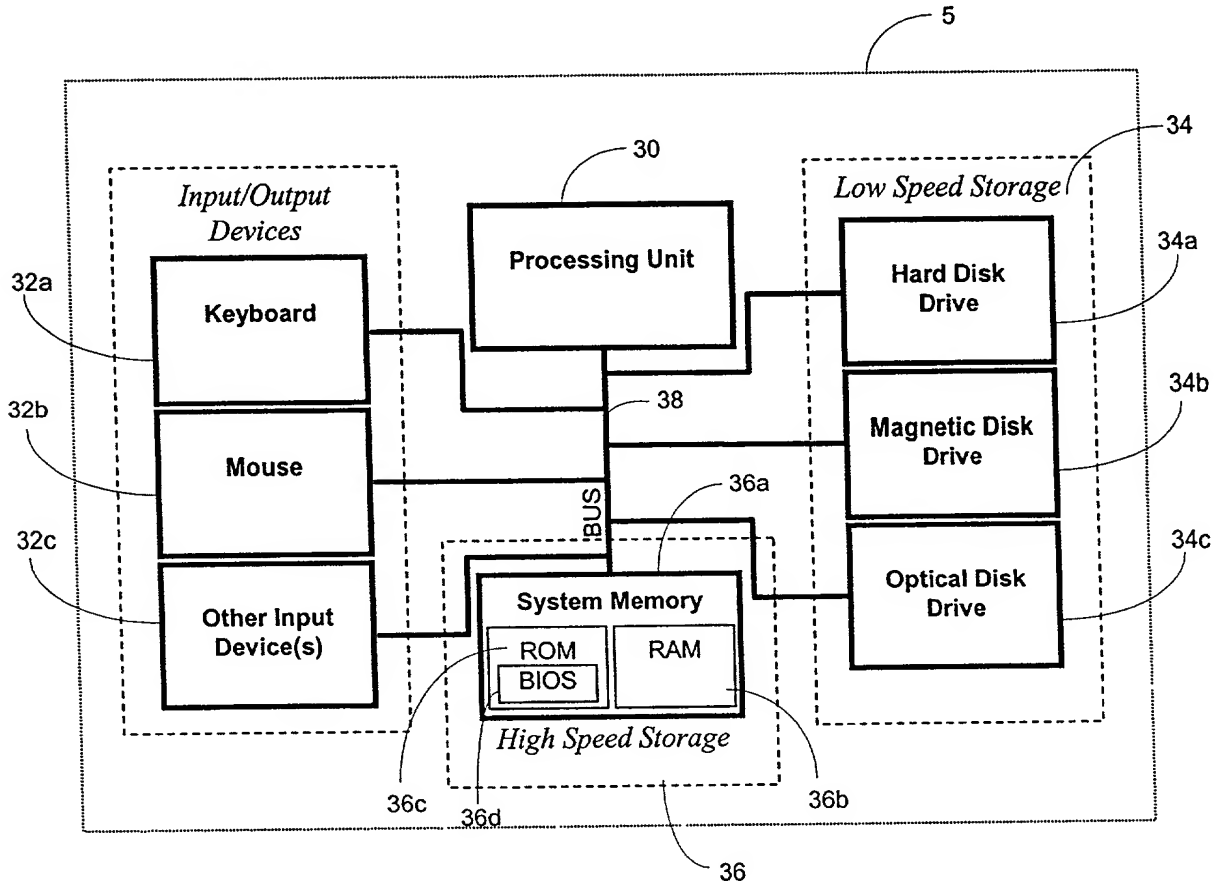 5
34
30
Input/Output
Devices
Low Speed Storage
Processing Unit
Hard Disk
Drive
34a
32a
Keyboard
38
34b
32b
Magnetic Disk
Drive
Mouse
36a
BUS
34c
32c
Optical Disk
Drive
System Memory
Other Input
Device(s)
ROM
RAM
BIOS
High Speed Storage
36c
36d
36b
36